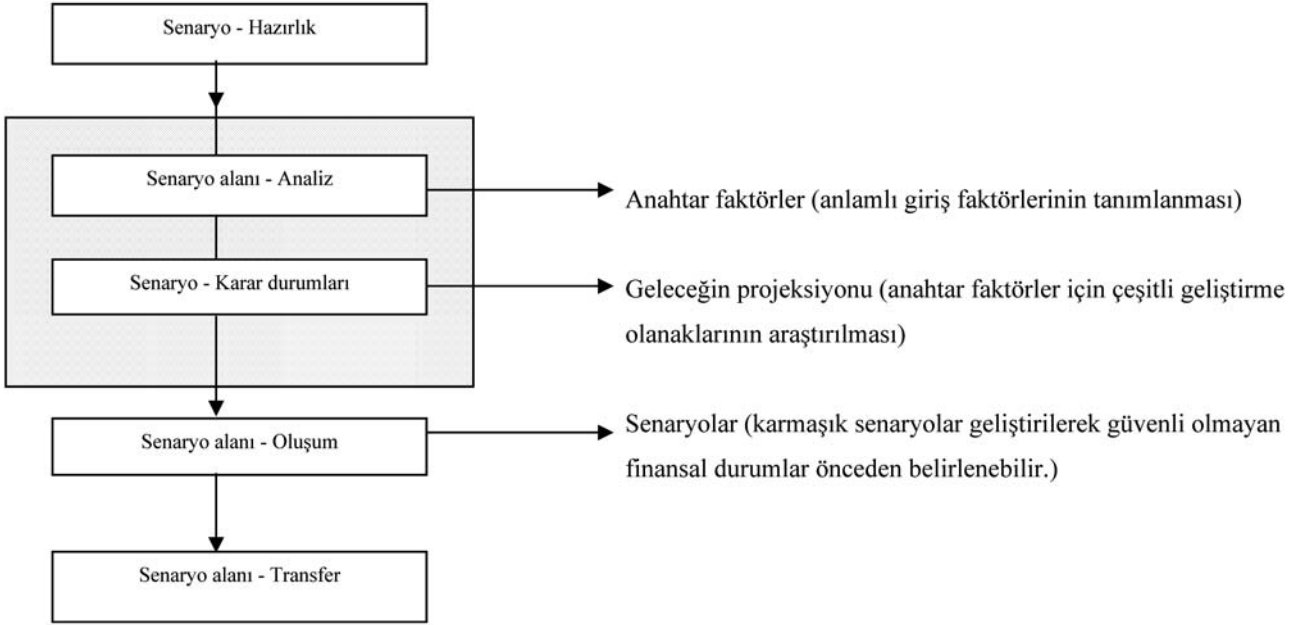 Senaryo - Hazırlık
Senaryo alanı - Analiz
Anahtar faktörler (anlamlı giriş faktörlerinin tanımlanması)
Senaryo - Karar durumları
Geleceğin projeksiyonu (anahtar faktörler için çeşitli geliştirme
olanaklarının araştırılması)
Senaryo alanı - Oluşum
Senaryolar (karmaşık senaryolar geliştirilerek güvenli olmayan
finansal durumlar önceden belirlenebilir.)
Senaryo alanı - Transfer